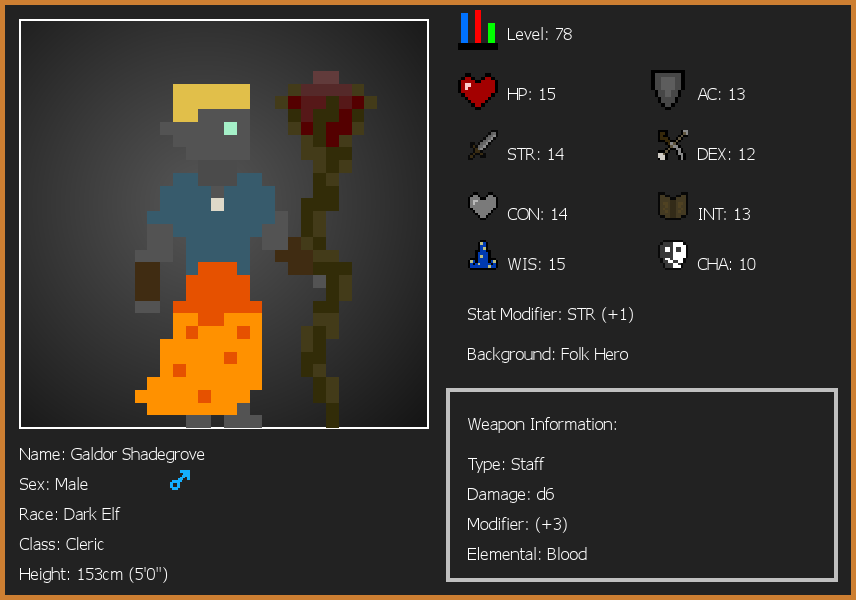 Level: 78
HP: 15
AC: 13
STR: 14
DEX: 12
CON: 14
INT: 13
WIS: 15
CHA: 10
Stat Modifier: STR (+1)
Background: Folk Hero
Weapon Information:
Type: Staff
Damage: d6
Modifier: (+3)
Elemental: Blood
Name: Galdor Shadegrove
Sex: Male
Race: Dark Elf
Class: Cleric
Height: 153cm (5'0")